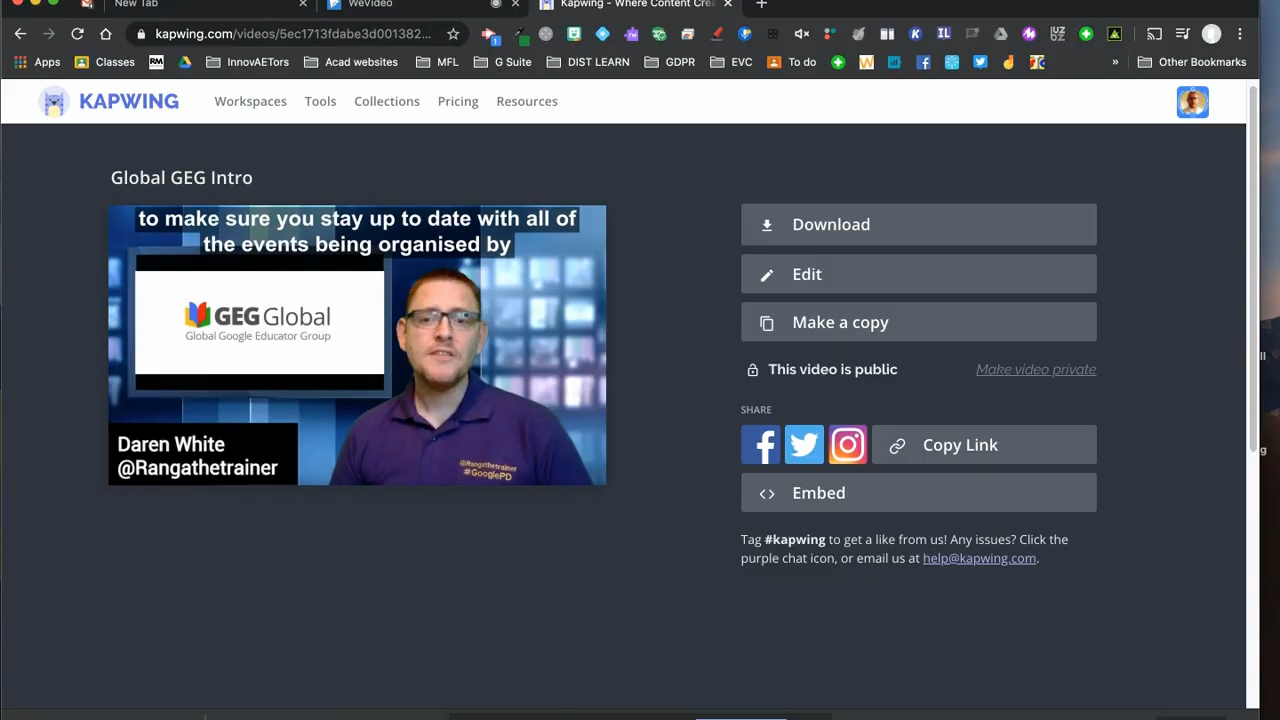 New Tab
WeVideo
Kapwing – Where Content Crea
kapwing.com/videos/5ec1713fdabe3d001382...
Apps
Classes
RM
InnovAETors
Acad websites
MFL
G Suite
DIST LEARN
GDPR
EVC
To do
»
Other Bookmarks
KAPWING
Workspaces
Tools
Collections
Pricing
Resources
Global GEG Intro
to make sure you stay up to date with all of
the events being organised by
GEG Global
Global Google Educator Group
Daren White
@Rangathetrainer
@Rangathetrainer
#GooglePD
Download
Edit
Make a copy
This video is public
Make video private
SHARE
Copy Link
Embed
Tag #kapwing to get a like from us! Any issues? Click the
purple chat icon, or email us at help@kapwing.com.